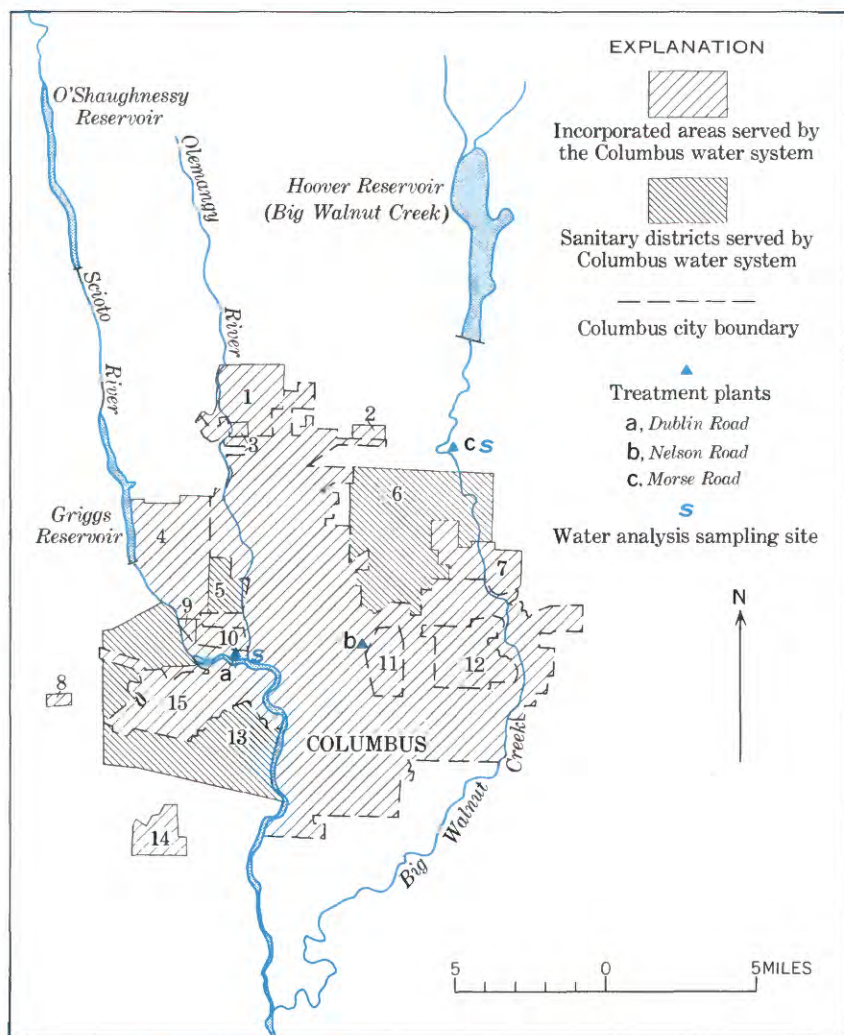 EXPLANATION
Incorporated areas served by
the Columbus water system
Sanitary districts served by
Columbus water system
Columbus city boundary
Treatment plants
a, Dublin Road
b, Nelson Road
c. Morse Road
s
Water analysis sampling site
O'Shaughnessy
Reservoir
Olemangy
River
Hoover Reservoir
(Big Walnut Creek)
Scioto
River
Griggs
Reservoir
1
2
3
c s
6
4
7
5
9
10
s
a
b
11
12
8
15
13
COLUMBUS
14
Big Walnut Creek
N
5 0 5 MILES